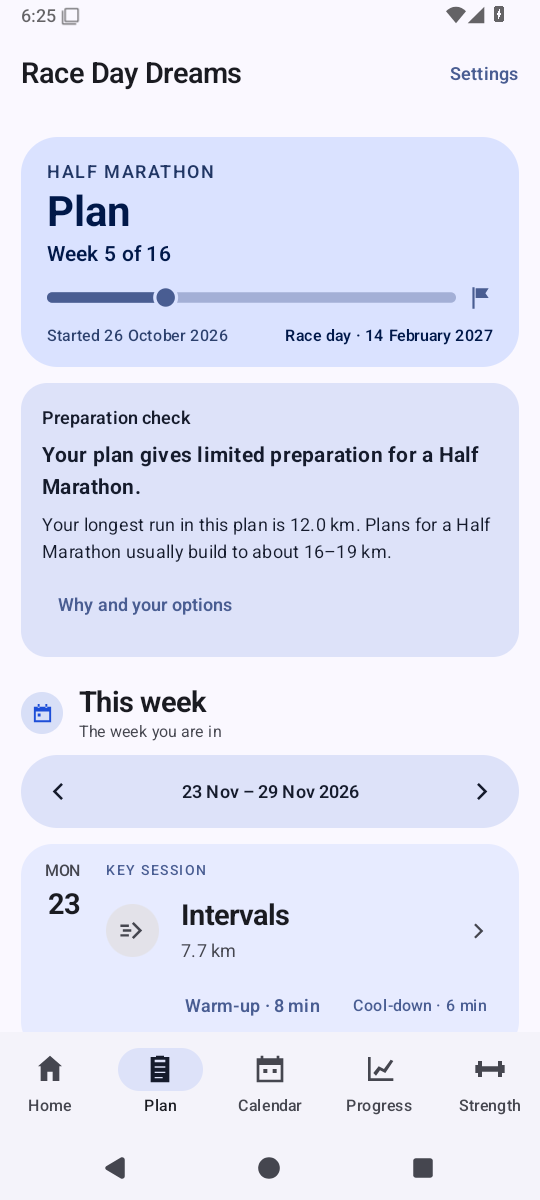 6:25
Race Day Dreams
Settings
HALF MARATHON
Plan
Week 5 of 16
Started 26 October 2026
Race day · 14 February 2027
Preparation check
Your plan gives limited preparation for a Half
Marathon.
Your longest run in this plan is 12.0 km. Plans for a Half
Marathon usually build to about 16–19 km.
Why and your options
This week
The week you are in
23 Nov – 29 Nov 2026
MON
23
KEY SESSION
Intervals
7.7 km
Warm-up · 8 min
Cool-down · 6 min
Home
Plan
Calendar
Progress
Strength